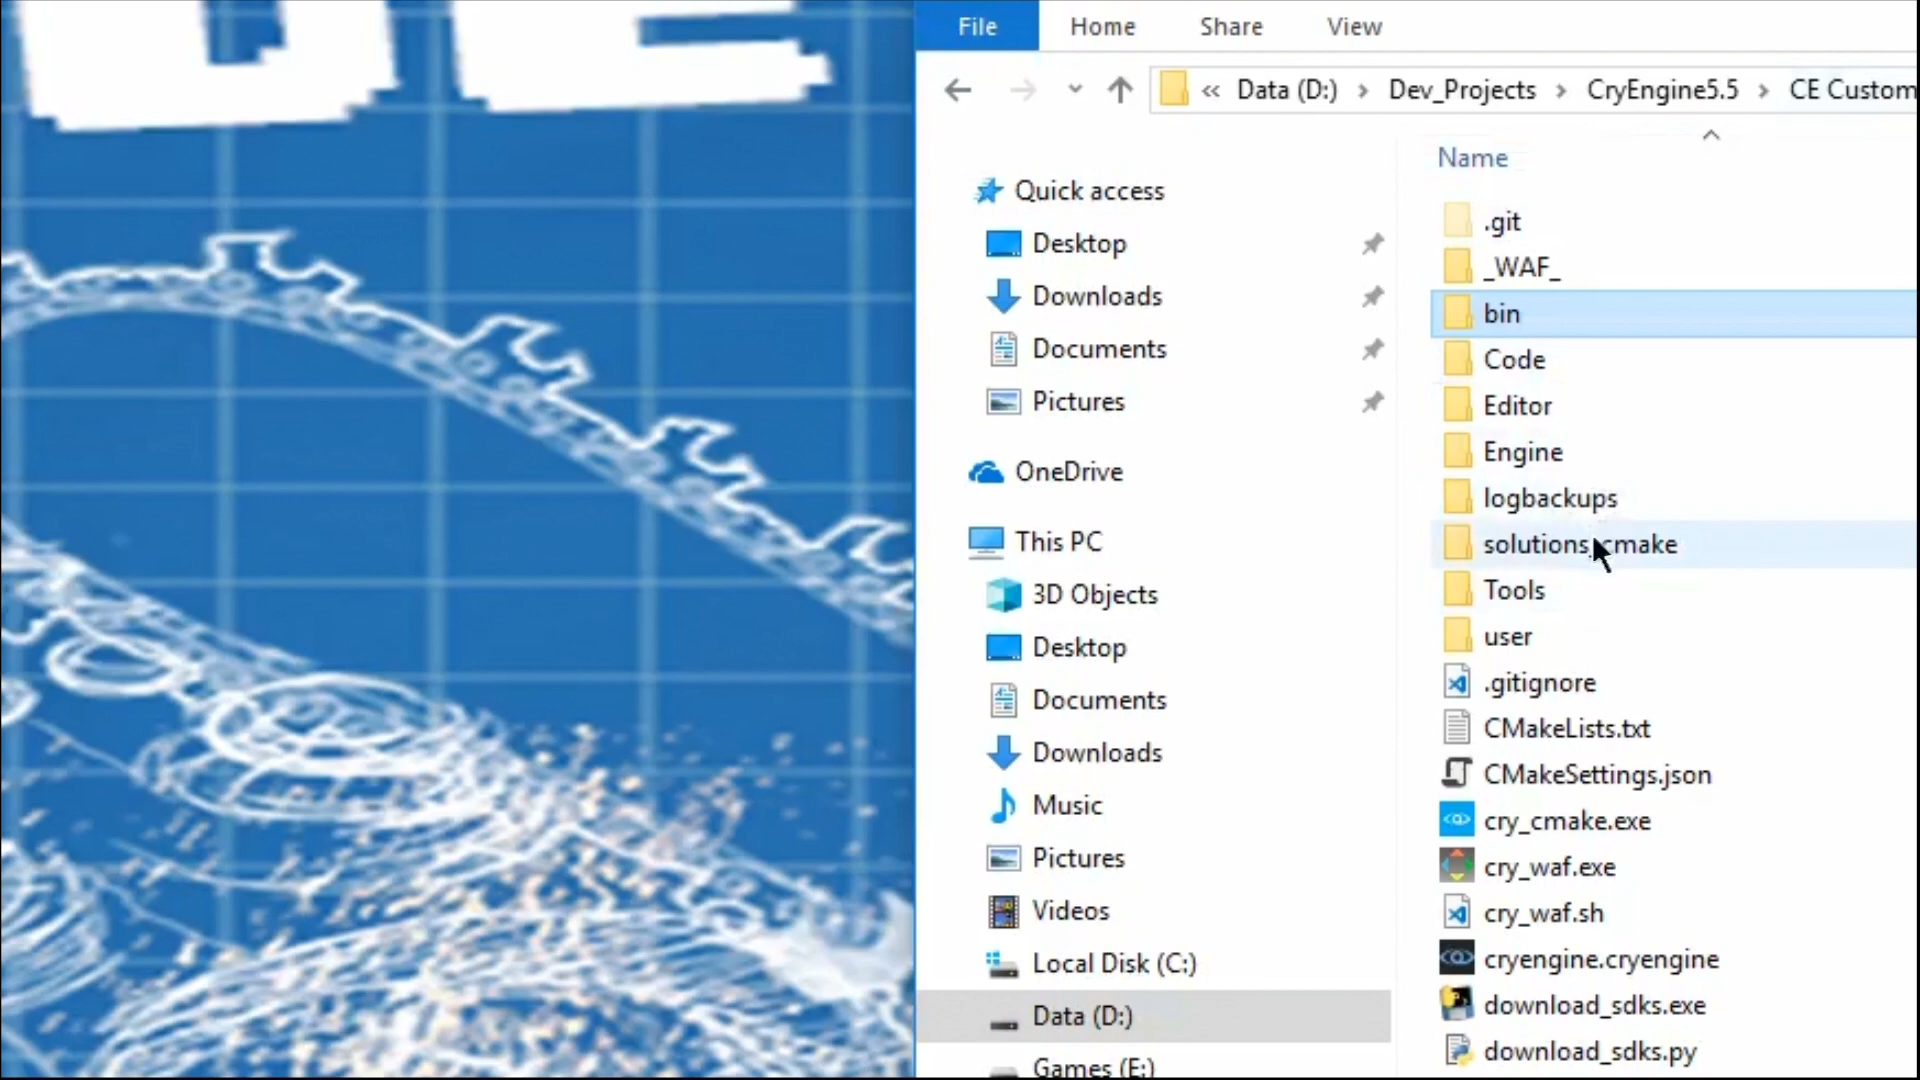 File Home Share View
« Data (D:) > Dev_Projects > CryEngine5.5 > CE Custom
Name
Quick access
Desktop
Downloads
Documents
Pictures
OneDrive
This PC
3D Objects
Desktop
Documents
Downloads
Music
Pictures
Videos
Local Disk (C:)
Data (D:)
Games (E:)
.git
_WAF_
bin
Code
Editor
Engine
logbackups
solutions_cmake
Tools
user
.gitignore
CMakeLists.txt
CMakeSettings.json
cry_cmake.exe
cry_waf.exe
cry_waf.sh
cryengine.cryengine
download_sdks.exe
download_sdks.py